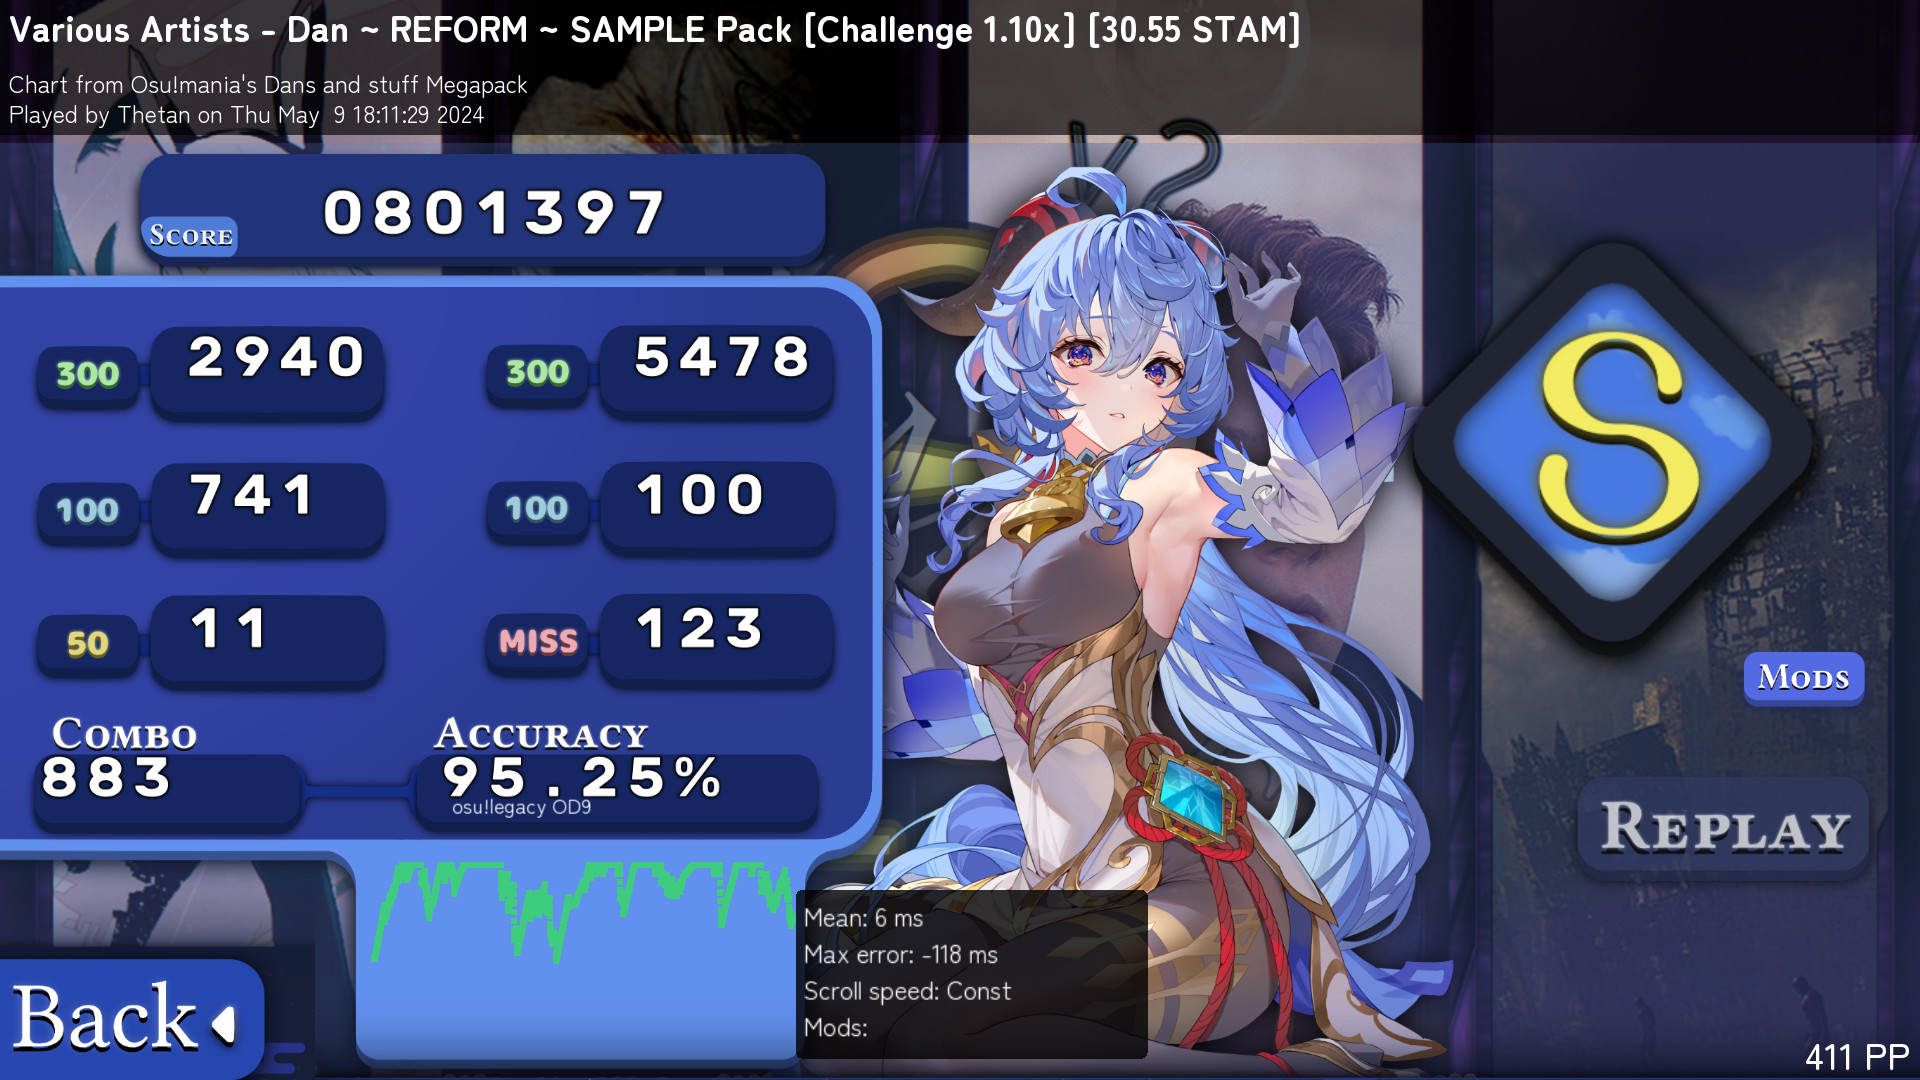 Various Artists - Dan ~ REFORM ~ SAMPLE Pack [Challenge 1.10x] [30.55 STAM]
Chart from Osu!mania's Dans and stuff Megapack
Played by Thetan on Thu May  9 18:11:29 2024
SCORE 0801397
300 2940 300 5478
100 741 100 100
50 11 MISS 123
COMBO ACCURACY
883 95.25%
osu!legacy OD9
MODS
REPLAY
Mean: 6 ms
Max error: -118 ms
Scroll speed: Const
Mods:
Back
411 PP
S